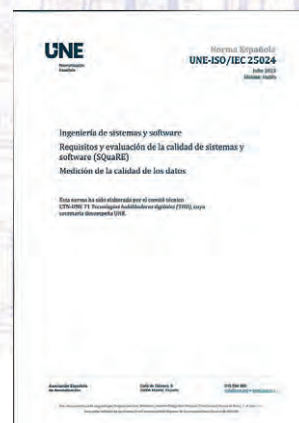 UNE
Normalización
Española
Norma Española
UNE-ISO/IEC 25024
Julio
Ingeniería de sistemas y software
Requisitos y evaluación de la calidad de sistemas y
software (SQuaRE)
Medición de la calidad de los datos
Esta norma ha sido elaborada por el comité técnico
CTN-UNE 71 Tecnologías habilitadoras digitales (THD), cuya
secretaría desempeña UNE.
Asociación Española
de Normalización